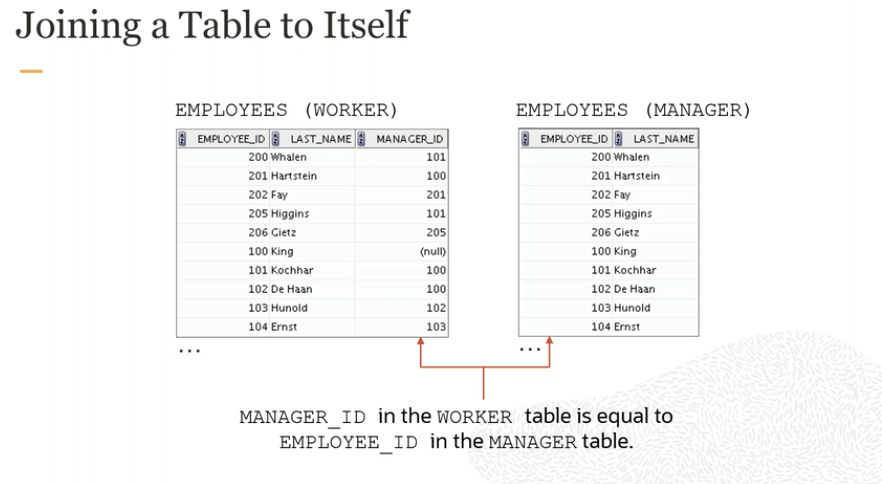 Joining a Table to Itself
EMPLOYEES (WORKER)
EMPLOYEE_ID LAST_NAME MANAGER_ID
200 Whalen 101
201 Hartstein 100
202 Fay 201
205 Higgins 101
206 Gietz 205
100 King (null)
101 Kochhar 100
102 De Haan 100
103 Hunold 102
104 Ernst 103
...
EMPLOYEES (MANAGER)
EMPLOYEE_ID LAST_NAME
200 Whalen
201 Hartstein
202 Fay
205 Higgins
206 Gietz
100 King
101 Kochhar
102 De Haan
103 Hunold
104 Ernst
...
MANAGER_ID in the WORKER table is equal to
EMPLOYEE_ID in the MANAGER table.